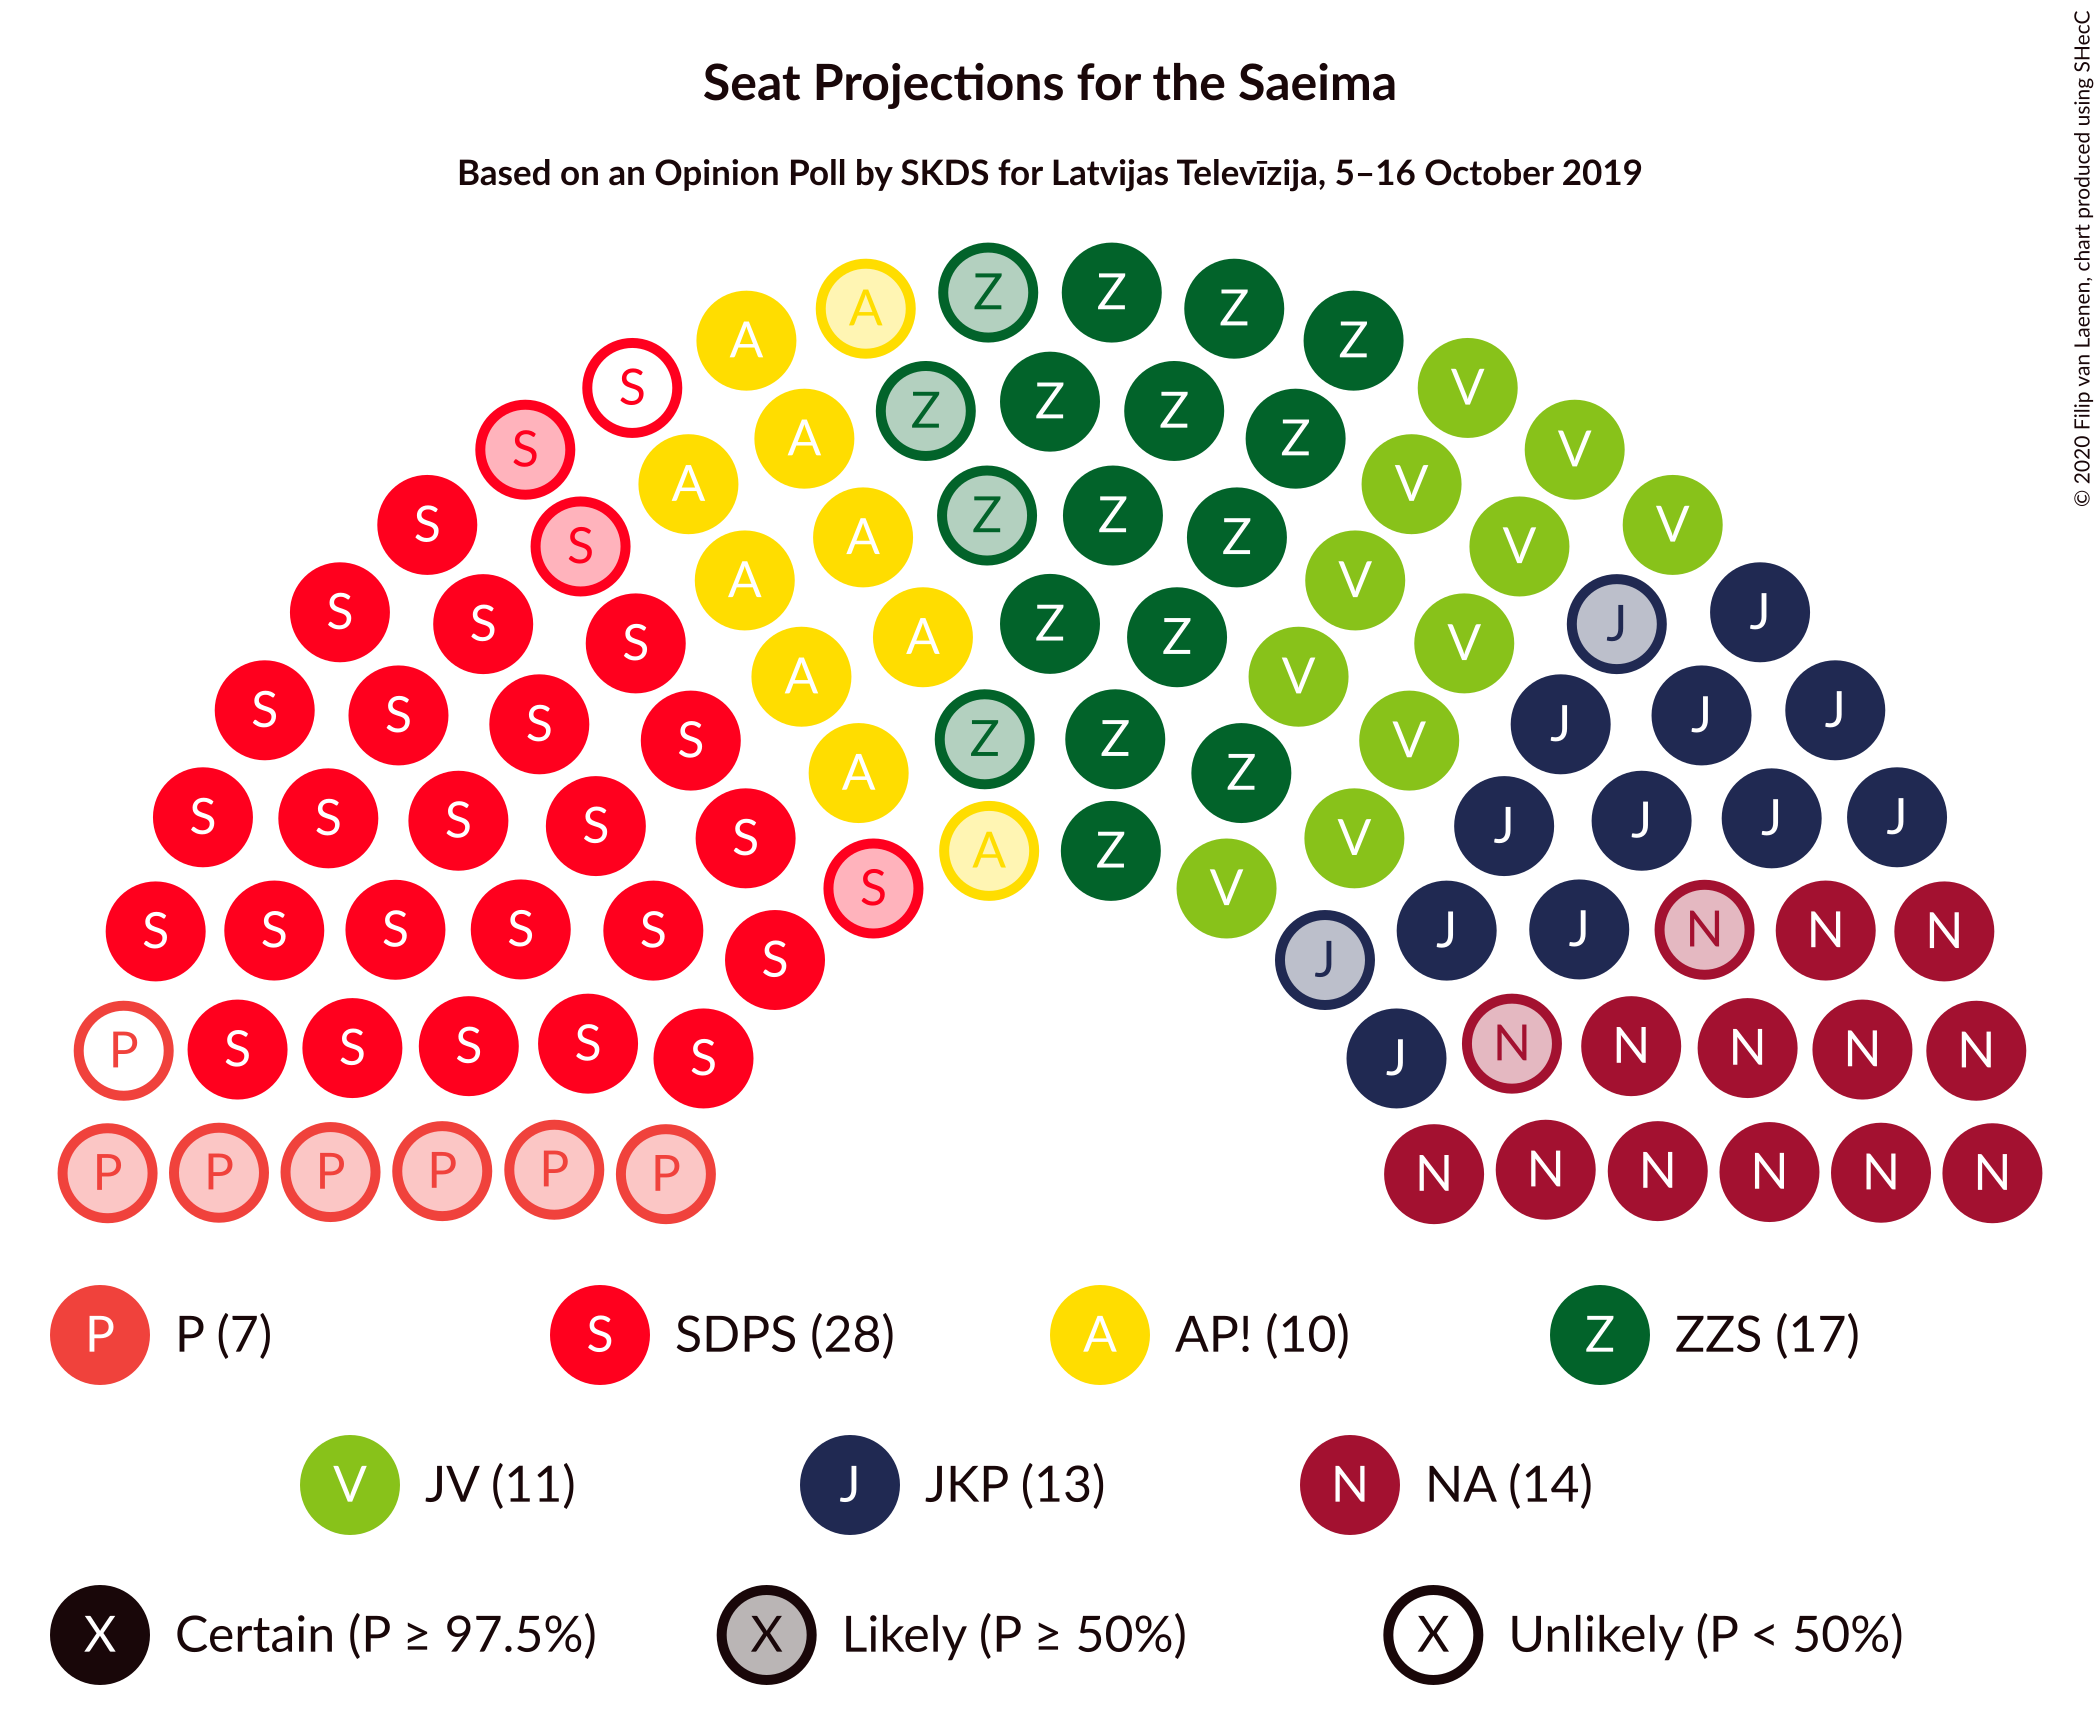 © 2020 Filip van Laenen, chart produced using SHecC
Seat Projections for the Saeima
Based on an Opinion Poll by SKDS for Latvijas Televīzija, 5–16 October 2019
A Z Z Z
A Z
S V
Z Z Z
S A Z V
A V
S S A Z Z Z V V
A V
S S S A Z Z V J J
A V
S S S S Z Z V J J J
A Z
S S S S S V J J J J
A Z
S V
S S S S S J J N N N
S J
P S S S S S J N N N N N
P P P P P P N N N N N N
P P (7) S SDPS (28) A AP! (10) Z ZZS (17)
V JV (11) J JKP (13) N NA (14)
X Certain (P ≥ 97.5%) X Likely (P ≥ 50%) X Unlikely (P < 50%)